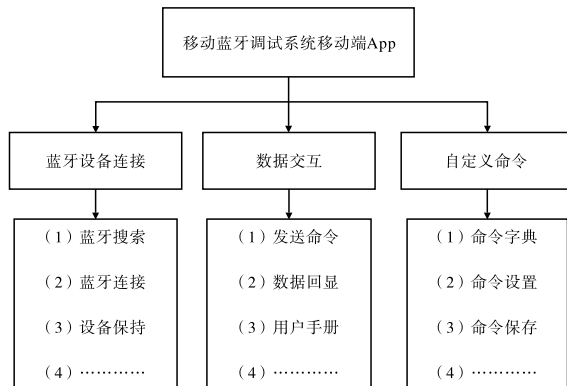 移动蓝牙调试系统移动端App
蓝牙设备连接
数据交互
自定义命令
（1）蓝牙搜索
（2）蓝牙连接
（3）设备保持
（4）…………
（1）发送命令
（2）数据回显
（3）用户手册
（4）…………
（1）命令字典
（2）命令设置
（3）命令保存
（4）…………